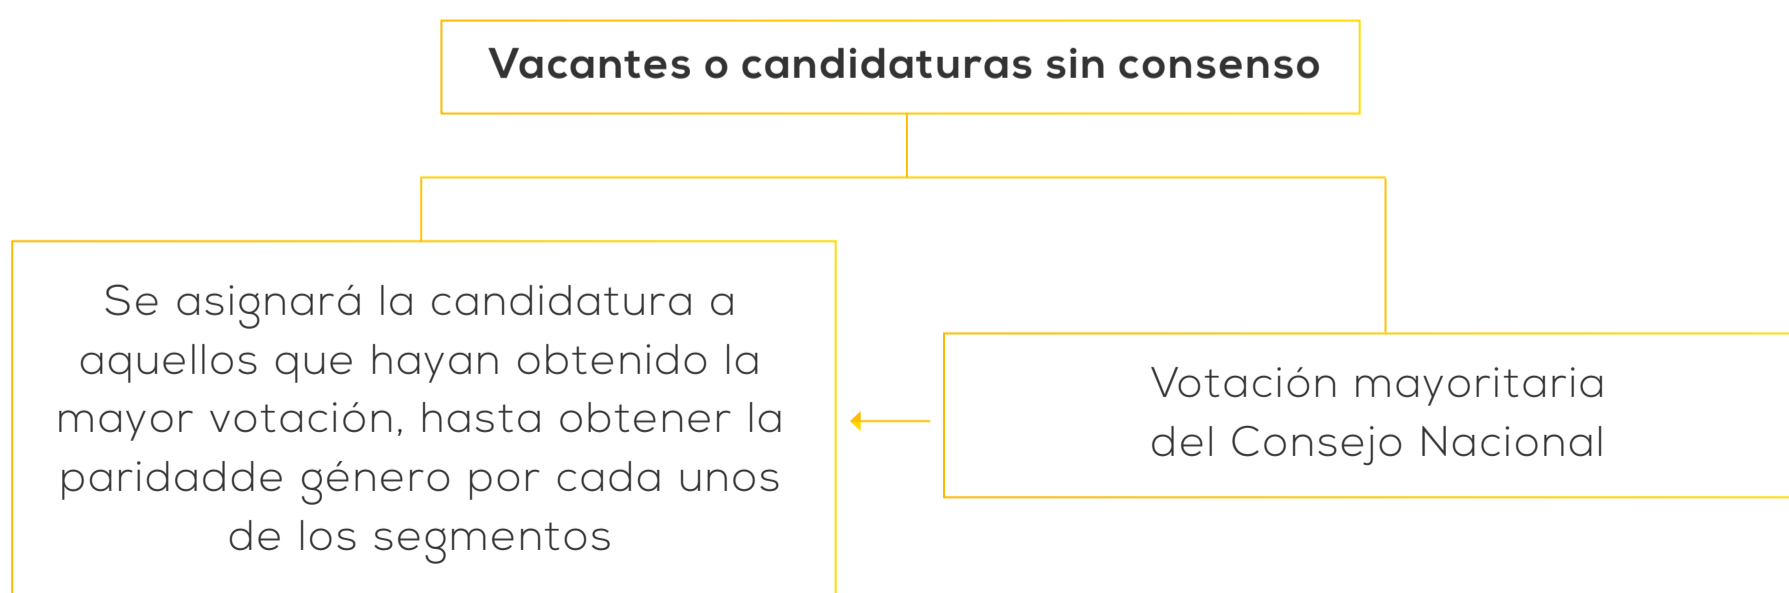 Vacantes o candidaturas sin consenso
Se asignará la candidatura a
aquellos que hayan obtenido la
mayor votación, hasta obtener la
paridadde género por cada unos
de los segmentos
Votación mayoritaria
del Consejo Nacional